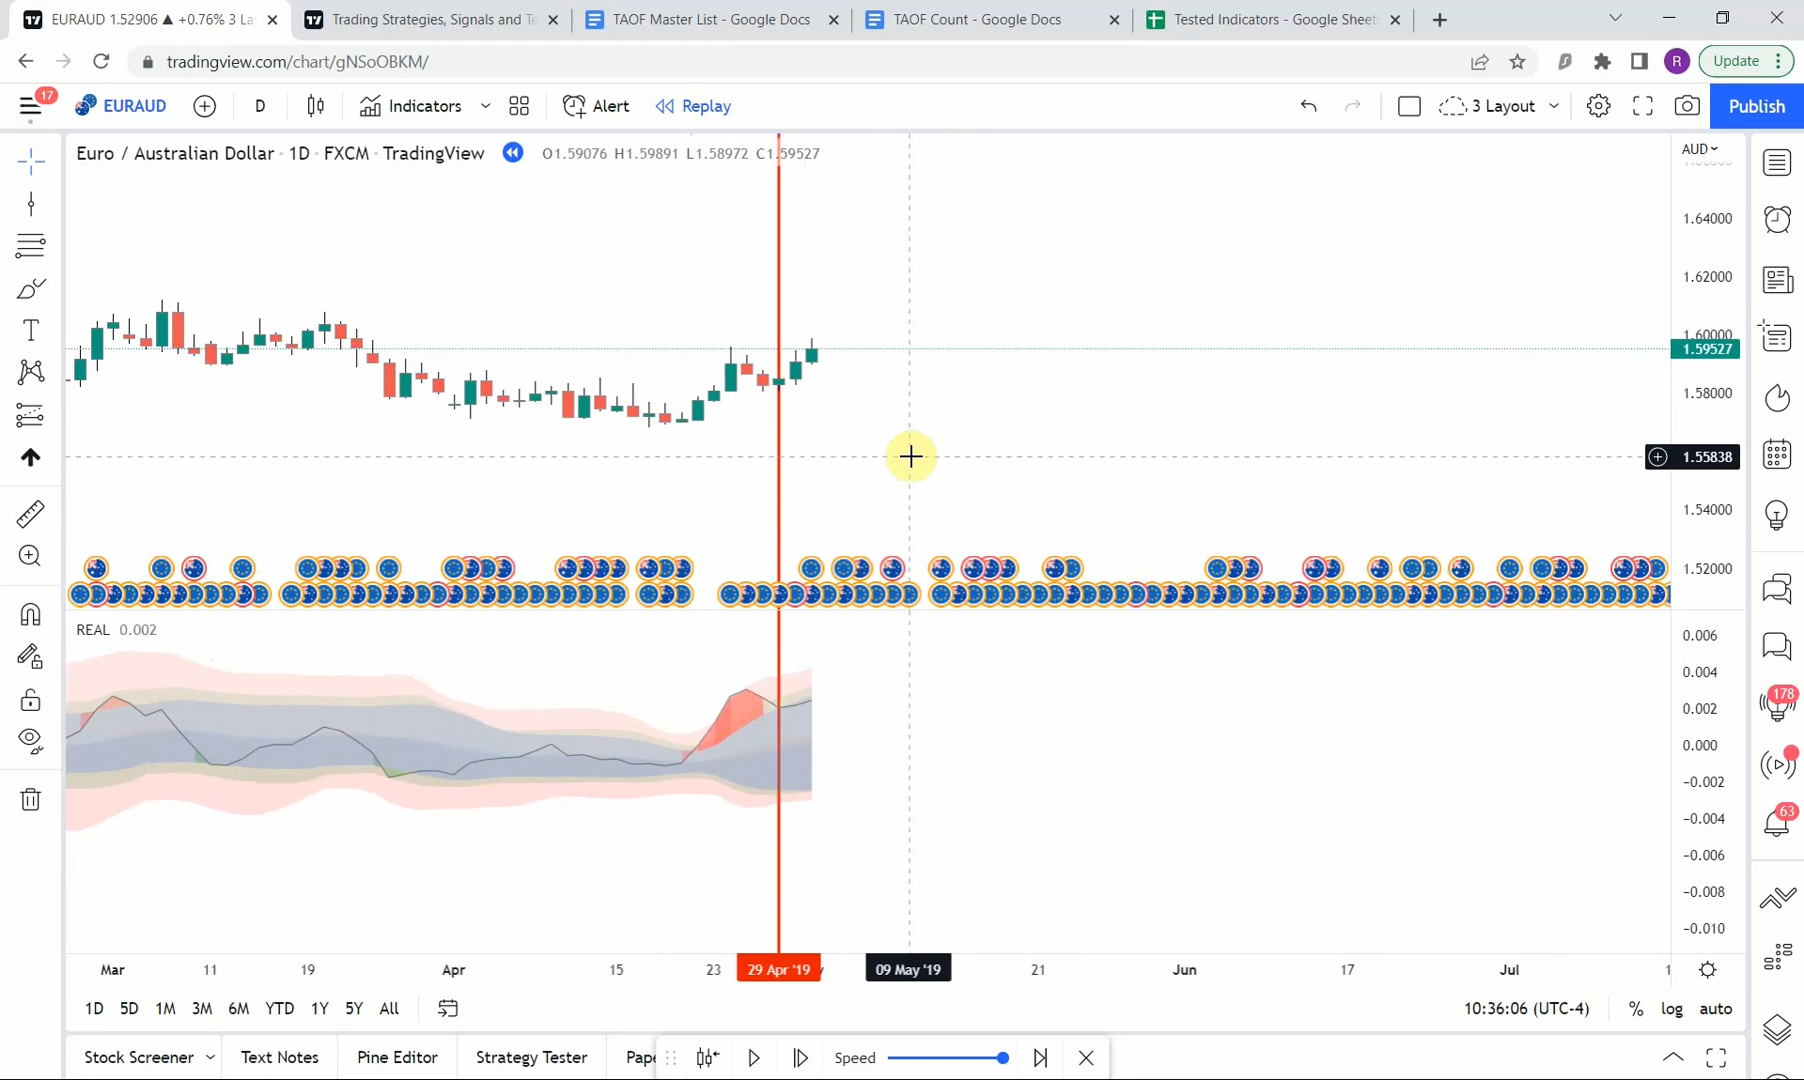 EURAUD 1.52906 ▲ +0.76% 3 La
Trading Strategies, Signals and Te
TAOF Master List - Google Docs
TAOF Count - Google Docs
Tested Indicators - Google Sheets
tradingview.com/chart/gNSoOBKM/
R
Update
17
EURAUD
D
Indicators
Alert
Replay
3 Layout
Publish
Euro / Australian Dollar · 1D · FXCM · TradingView
O1.59076 H1.59891 L1.58972 C1.59527
AUD
1.64000
1.62000
1.60000
1.59527
1.58000
1.55838
1.54000
1.52000
REAL 0.002
0.006
0.004
0.002
0.000
-0.002
-0.004
-0.006
-0.008
-0.010
178
63
Mar
11
19
Apr
15
23
29 Apr '19
09 May '19
21
Jun
17
Jul
1
1D 5D 1M 3M 6M YTD 1Y 5Y All
10:36:06 (UTC-4)
% log auto
Stock Screener
Text Notes
Pine Editor
Strategy Tester
Pape
Speed